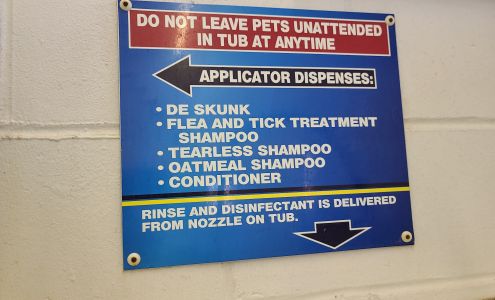 DO NOT LEAVE PETS UNATTENDED
IN TUB AT ANYTIME
APPLICATOR DISPENSES:
• DE SKUNK
• FLEA AND TICK TREATMENT
SHAMPOO
• TEARLESS SHAMPOO
• OATMEAL SHAMPOO
• CONDITIONER
RINSE AND DISINFECTANT IS DELIVERED
FROM NOZZLE ON TUB.